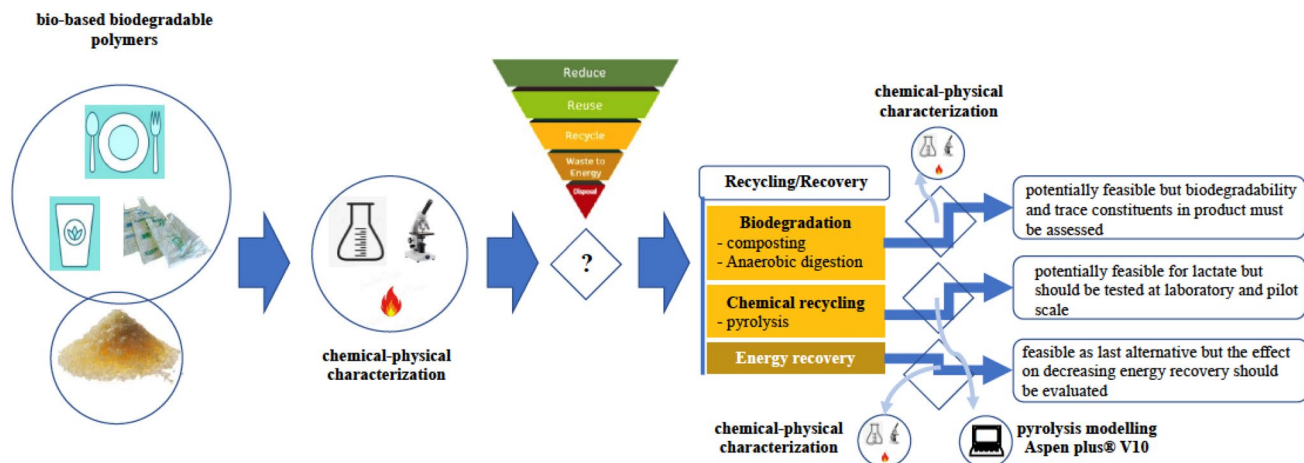 bio-based biodegradable
polymers
chemical-physical
characterization
Reduce
Reuse
Recycle
Waste to
Energy
Disposal
?
Recycling/Recovery
Biodegradation
- composting
- Anaerobic digestion
Chemical recycling
- pyrolysis
Energy recovery
chemical-physical
characterization
potentially feasible but biodegradability
and trace constituents in product must
be assessed
potentially feasible for lactate but
should be tested at laboratory and pilot
scale
feasible as last alternative but the effect
on decreasing energy recovery should
be evaluated
chemical-physical
characterization
pyrolysis modelling
Aspen plus® V10